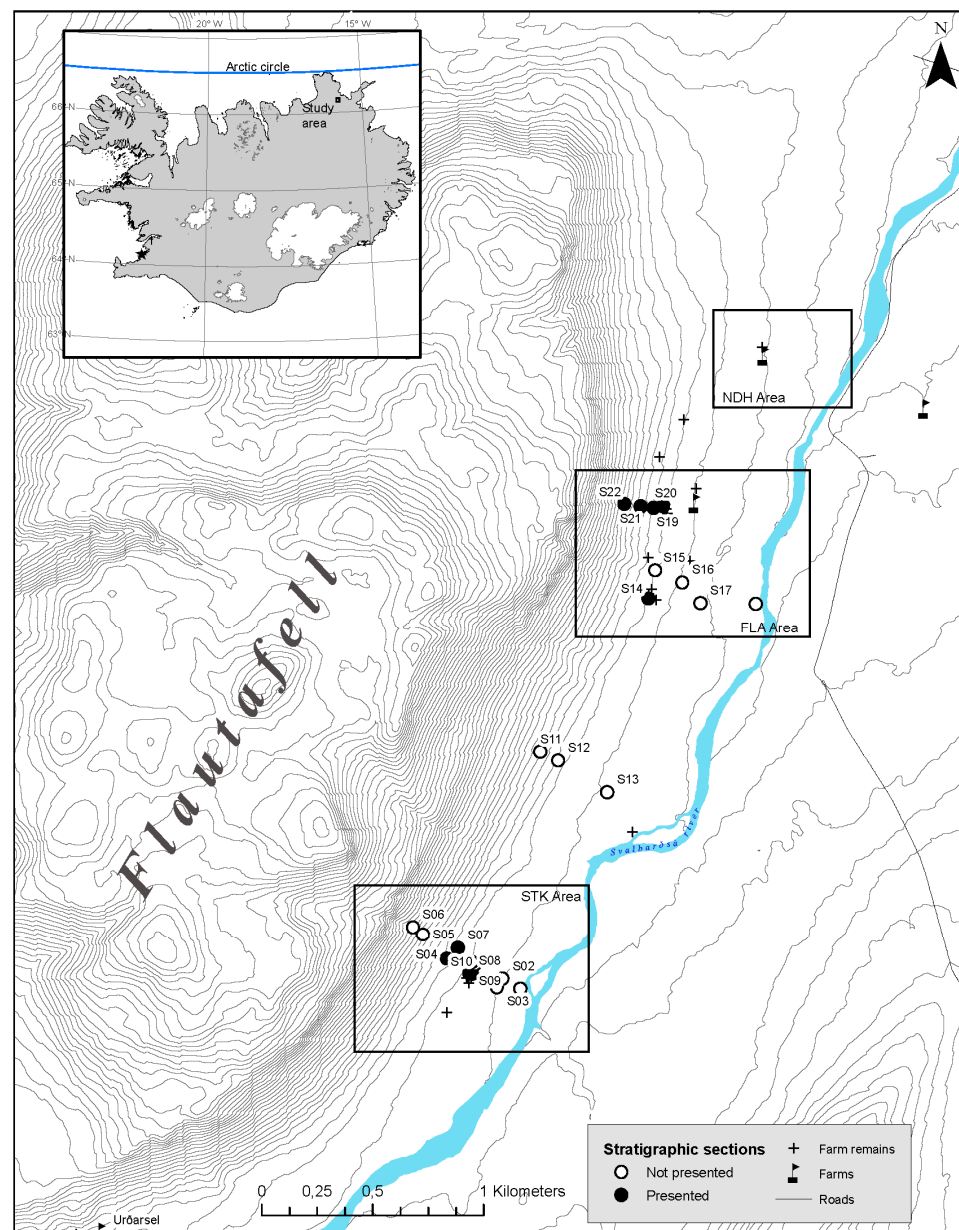 20° W
15° W
N
Arctic circle
Study
area
66° N
65° N
64° N
63° N
NDH Area
S22
S20
S21
S19
S15
S16
S14
S17
FLA Area
Flautafell
S11
S12
S13
Svalbarðsá river
STK Area
S06
S05
S07
S04
S10
S08
S02
S09
S03
Stratigraphic sections
Not presented
Presented
Farm remains
Farms
Roads
0
0,25
0,5
1 Kilometers
Urðarsel